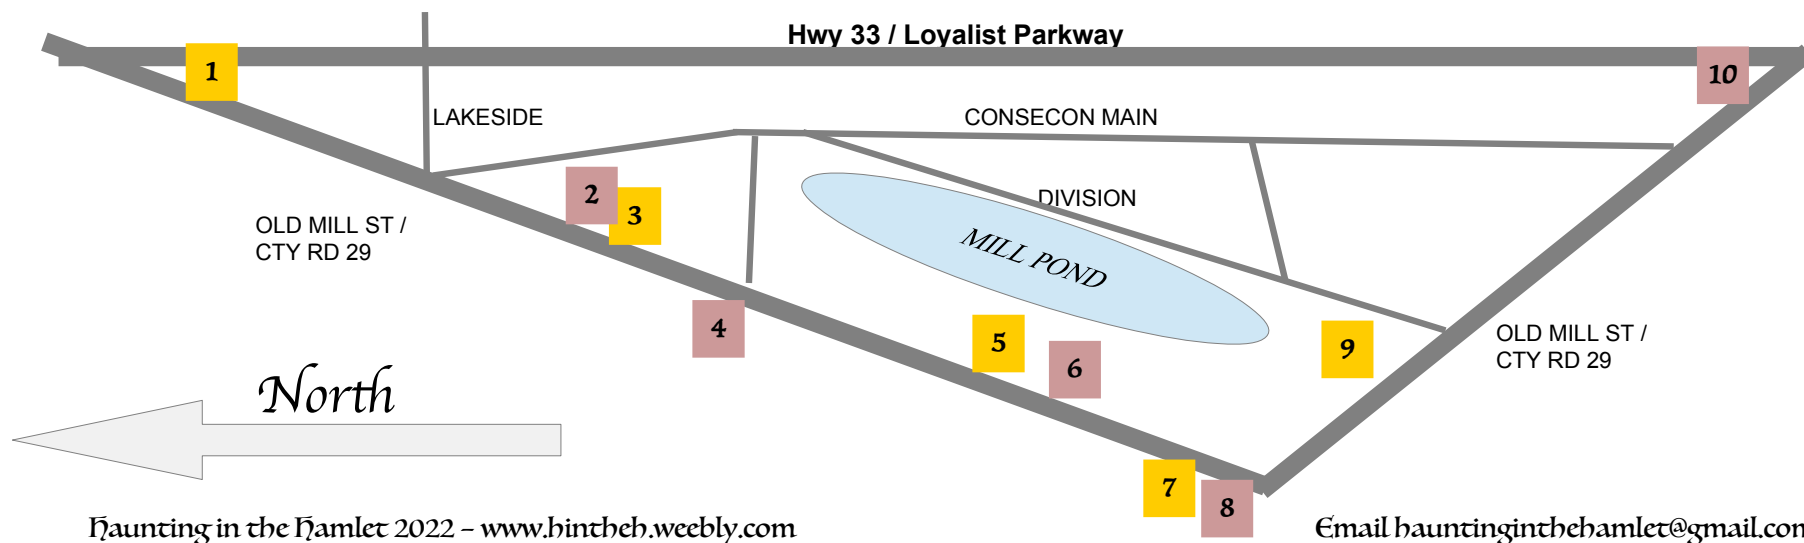 Hwy 33 / Loyalist Parkway
1
10
LAKESIDE
CONSECON MAIN
2
3
DIVISION
OLD MILL ST /
CTY RD 29
MILL POND
4
5
6
9
OLD MILL ST /
CTY RD 29
North
7
8
Haunting in the Hamlet 2022 – www.hintheh.weebly.com
Email hauntinginthehamlet@gmail.com